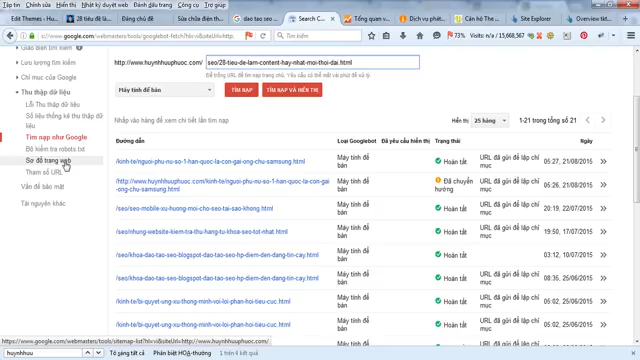 Tập tin Chỉnh sửa Hiển thị Nhật ký duyệt web Đang đánh dấu Công cụ Trợ giúp
Edit Themes - H... 28 tiêu đề là... Đăng chủ đề Sửa chữa điện tho... dao tao seo ... Search C... Tổng quan v... Dịch vụ phát t... Căn Hộ The ... Site Explorer Overview: tiktak...
https://www.google.com/webmasters/tools/googlebot-fetch?hl=vi&siteUrl=http:... dao tao seo 73% Việt Nam, top / 15,668,567
Giao diện tìm kiếm
Lưu lượng tìm kiếm
Chỉ mục của Google
Thu thập dữ liệu
Lỗi Thu thập dữ liệu
Số liệu thống kê thu thập dữ liệu
Tìm nạp như Google
Bộ kiểm tra robots.txt
Sơ đồ trang web
Tham số URL
Vấn đề bảo mật
Tài nguyên khác
http://www.huynhhuuphuoc.com/ seo/28-tieu-de-lam-content-hay-nhat-moi-thoi-dai.html
Để trống URL để tìm nạp trang chủ. Yêu cầu có thể mất vài phút để xử lý.
Máy tính để bàn TÌM NẠP TÌM NẠP VÀ HIỂN THỊ
Nhấp vào hàng để xem chi tiết lần tìm nạp Hiển thị: 25 hàng 1-21 trong tổng số 21
Đường dẫn Loại Googlebot Đã yêu cầu hiển thị Trạng thái Ngày
/kinh-te/nguoi-phu-nu-so-1-han-quoc-la-con-gai-ong-chu-samsung.html Máy tính để bàn Hoàn tất URL đã gửi để lập chỉ mục 05:27, 21/08/2015
http://www.huynhhuuphuoc.com/kinh-te/nguoi-phu-nu-so-1-han-quoc-la-con-gai-ong-chu-samsung.html Máy tính để bàn Đã chuyển hướng URL đã gửi để lập chỉ mục 05:26, 21/08/2015
/seo/seo-mobile-xu-huong-moi-cho-seo-tai-sao-khong.html Máy tính để bàn Hoàn tất URL đã gửi để lập chỉ mục 20:19, 22/07/2015
/seo/nhung-website-kiem-tra-thu-hang-tu-khoa-seo-tot-nhat.html Máy tính để bàn Hoàn tất URL đã gửi để lập chỉ mục 19:50, 17/07/2015
/seo/khoa-dao-tao-seo-blogspot-dao-tao-seo-hp-diem-den-dang-tin-cay.html Máy tính để bàn Hoàn tất 03:12, 10/07/2015
/seo/khoa-dao-tao-seo-blogspot-dao-tao-seo-hp-diem-den-dang-tin-cay.html Máy tính để bàn Hoàn tất URL đã gửi để lập chỉ mục 08:35, 25/06/2015
/kinh-te/bi-quyet-ung-xu-thong-minh-voi-loi-phan-hoi-tieu-cuc.html Máy tính để bàn Hoàn tất URL đã gửi để lập chỉ mục 05:02, 25/06/2015
/kinh-te/bi-quyet-ung-xu-thong-minh-voi-loi-phan-hoi-tieu-cuc.html Máy tính để bàn Hoàn tất URL đã gửi để lập chỉ 05:02, 25/06/2015
https://www.google.com/webmasters/tools/sitemap-list?hl=vi&siteUrl=http://www.huynhhuuphuoc.com/
huynhhuu Tô sáng tất cả Phân biệt HOA-thường 1 trên 4 kết quả